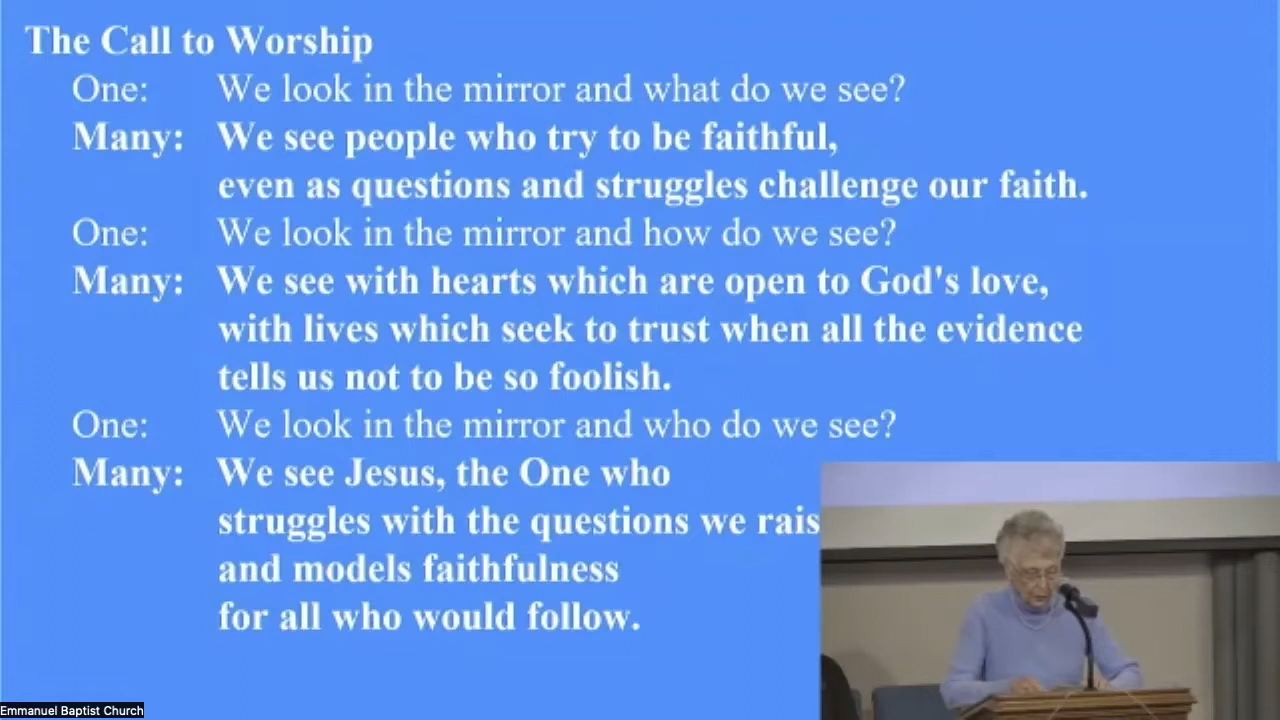 The Call to Worship
One: We look in the mirror and what do we see?
Many: We see people who try to be faithful,
even as questions and struggles challenge our faith.
One: We look in the mirror and how do we see?
Many: We see with hearts which are open to God's love,
with lives which seek to trust when all the evidence
tells us not to be so foolish.
One: We look in the mirror and who do we see?
Many: We see Jesus, the One who
struggles with the questions we rais
and models faithfulness
for all who would follow.
Emmanuel Baptist Church